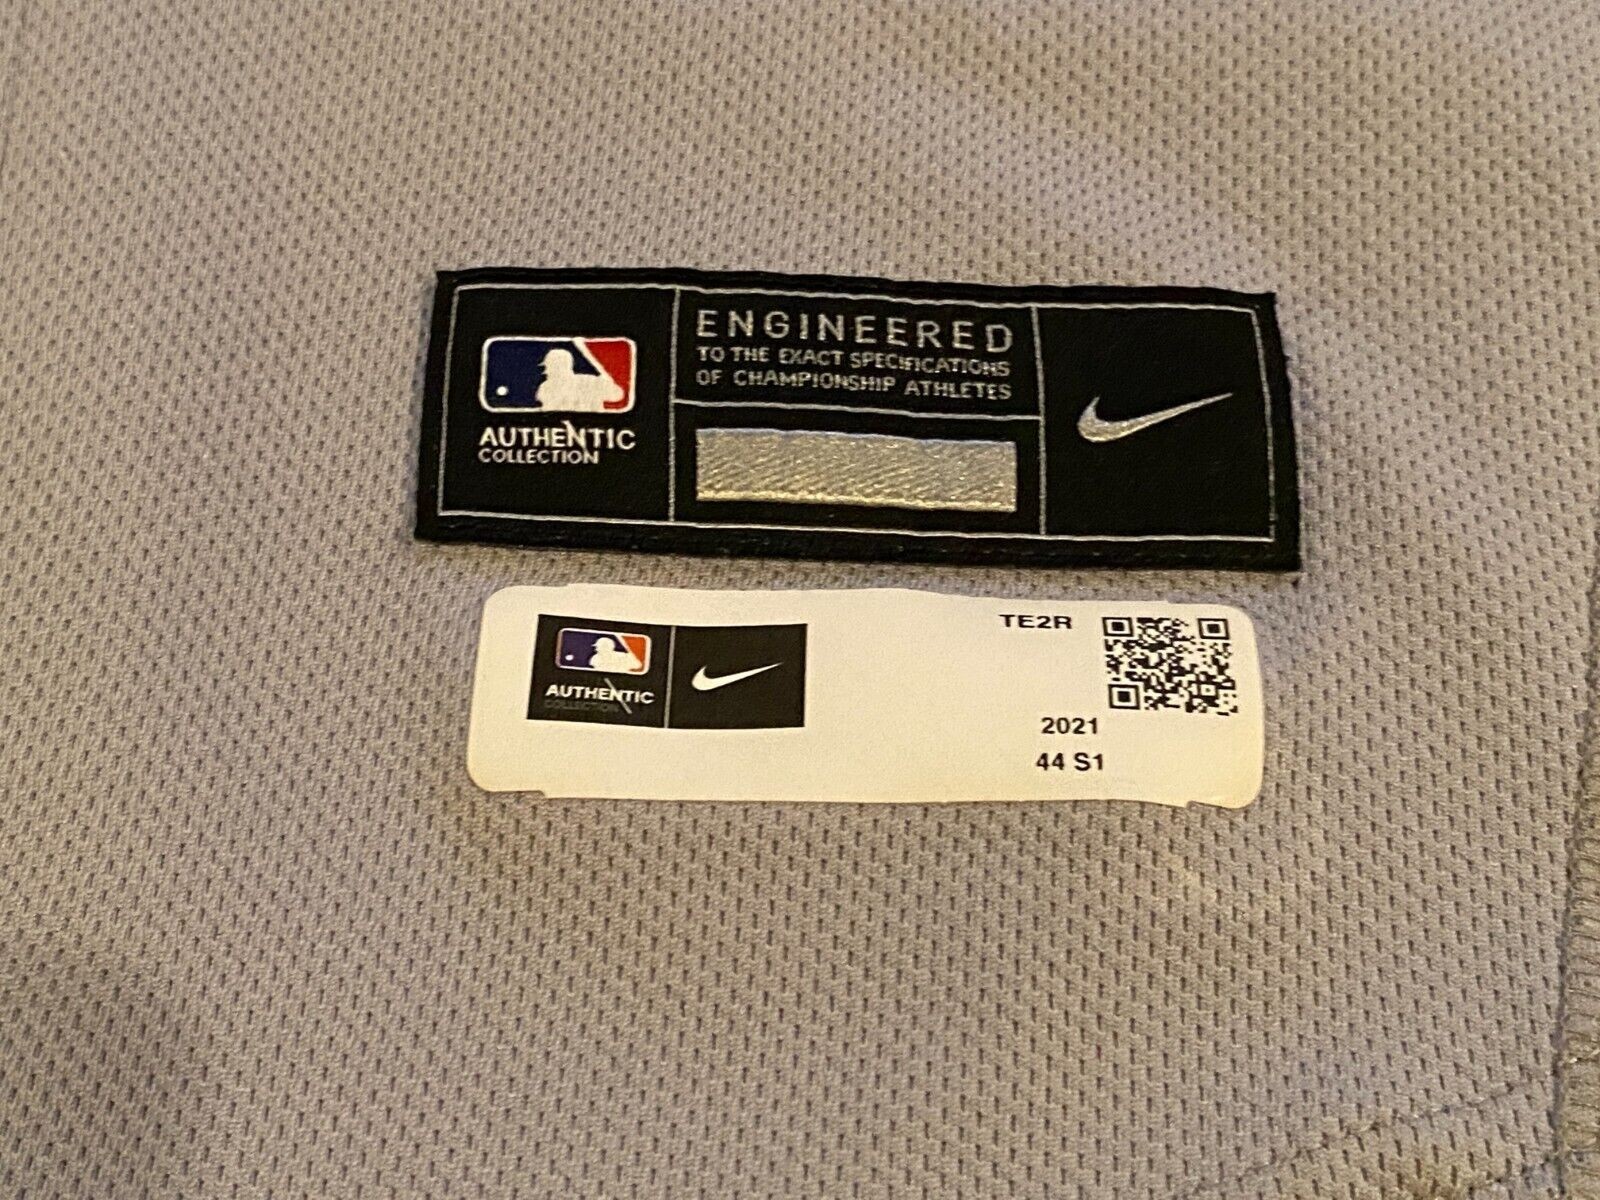 ENGINEERED
TO THE EXACT SPECIFICATIONS
OF CHAMPIONSHIP ATHLETES
AUTHENTIC
COLLECTION
TE2R
AUTHENTIC
COLLECTION
2021
44 S1